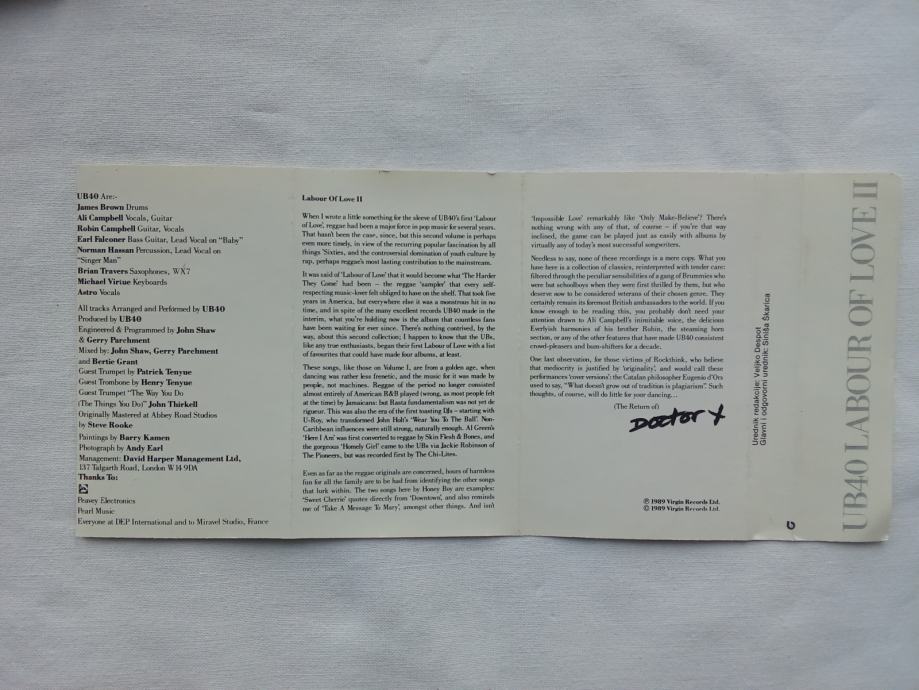 UB40 Are:-
James Brown Drums
Ali Campbell Vocals, Guitar
Robin Campbell Guitar, Vocals
Earl Falconer Bass Guitar, Lead Vocal on "Baby"
Norman Hassan Percussion, Lead Vocal on
"Singer Man"
Brian Travers Saxophones, WX7
Michael Virtue Keyboards
Astro Vocals
All tracks Arranged and Performed by UB40
Produced by UB40
Engineered & Programmed by John Shaw
& Gerry Parchment
Mixed by: John Shaw, Gerry Parchment
and Bertie Grant
Guest Trumpet by Patrick Tenyue
Guest Trombone by Henry Tenyue
Guest Trumpet "The Way You Do
(The Things You Do)" John Thirkell
Originally Mastered at Abbey Road Studios
by Steve Rooke
Paintings by Barry Kamen
Photograph by Andy Earl
Management: David Harper Management Ltd,
137 Talgarth Road, London W14 9DA
Thanks To:
Peavey Electronics
Pearl Music
Everyone at DEP International and to Miravel Studio, France
Labour Of Love II
When I wrote a little something for the sleeve of UB40's first 'Labour
of Love', reggae had been a major force in pop music for several years.
That hasn't been the case, since, but this second volume is perhaps
even more timely, in view of the recurring popular fascination by all
things 'Sixties, and the controversial domination of youth culture by
rap, perhaps reggae's most lasting contribution to the mainstream.
It was said of 'Labour of Love' that it would become what 'The Harder
They Come' had been – the reggae 'sampler' that every self-
respecting music-lover felt obliged to have on the shelf. That took five
years in America, but everywhere else it was a monstrous hit in no
time, and in spite of the many excellent records UB40 made in the
interim, what you're holding now is the album that countless fans
have been waiting for ever since. There's nothing contrived, by the
way, about this second collection; I happen to know that the UBs,
like any true enthusiasts, began their first Labour of Love with a list
of favourites that could have made four albums, at least.
These songs, like those on Volume I, are from a golden age, when
dancing was rather less frenetic, and the music for it was made by
people, not machines. Reggae of the period no longer consisted
almost entirely of American R&B played (wrong, as most people felt
at the time) by Jamaicans: but Rasta fundamentalism was not yet de
rigueur. This was also the era of the first toasting DJs – starting with
U-Roy, who transformed John Holt's 'Wear You To The Ball'. Non-
Caribbean influences were still strong, naturally enough. Al Green's
'Here I Am' was first converted to reggae by Skin Flesh & Bones, and
the gorgeous 'Homely Girl' came to the UBs via Jackie Robinson of
The Pioneers, but was recorded first by The Chi-Lites.
Even as far as the reggae originals are concerned, hours of harmless
fun for all the family are to be had from identifying the other songs
that lurk within. The two songs here by Honey Boy are examples:
'Sweet Cherrie' quotes directly from 'Downtown', and also reminds
me of 'Take A Message To Mary', amongst other things. And isn't
'Impossible Love' remarkably like 'Only Make-Believe'? There's
nothing wrong with any of that, of course – if you're that way
inclined, the game can be played just as easily with albums by
virtually any of today's most successful songwriters.
Needless to say, none of these recordings is a mere copy. What you
have here is a collection of classics, reinterpreted with tender care:
filtered through the peculiar sensibilities of a gang of Brummies who
were but schoolboys when they were first thrilled by them, but who
deserve now to be considered veterans of their chosen genre. They
certainly remain its foremost British ambassadors to the world. If you
know enough to be reading this, you probably don't need your
attention drawn to Ali Campbell's inimitable voice, the delicious
Everlyish harmonies of his brother Robin, the steaming horn
section, or any of the other features that have made UB40 consistent
crowd-pleasers and bum-shifters for a decade.
One last observation, for those victims of Rockthink, who believe
that mediocrity is justified by 'originality', and would call these
performances 'cover versions': the Catalan philosopher Eugenio d'Ors
used to say, "What doesn't grow out of tradition is plagiarism". Such
thoughts, of course, will do little for your dancing...
(The Return of)
Doctor X
℗ 1989 Virgin Records Ltd.
© 1989 Virgin Records Ltd.
Urednik redakcije: Veljko Despot
Glavni i odgovorni urednik: Siniša Škarica
UB40 LABOUR OF LOVE II